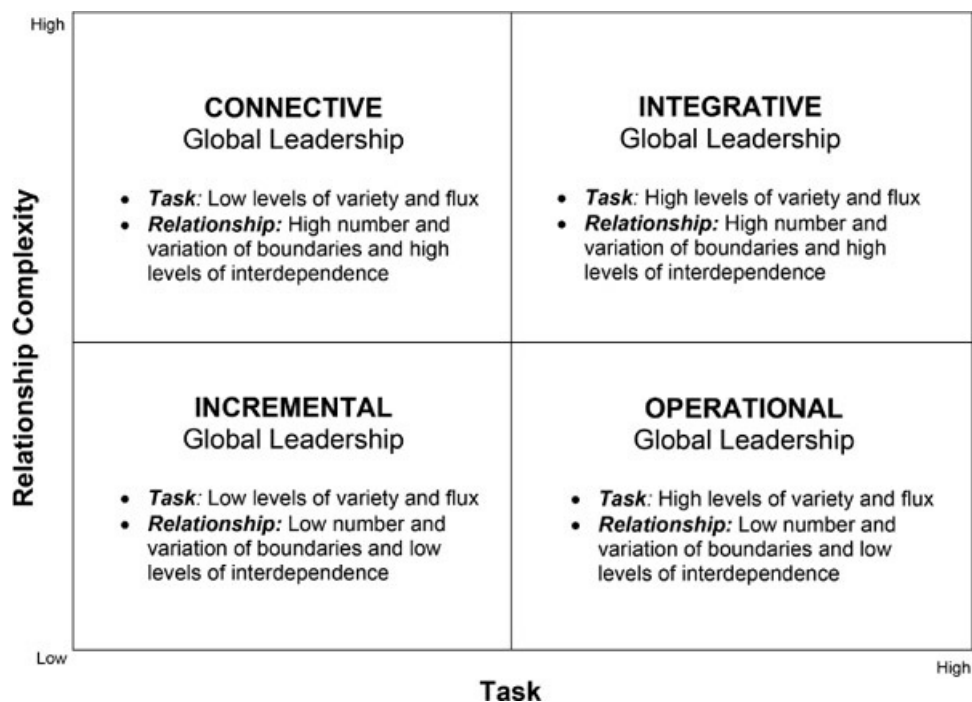 High
CONNECTIVE
Global Leadership
• Task: Low levels of variety and flux
• Relationship: High number and
variation of boundaries and high
levels of interdependence
INTEGRATIVE
Global Leadership
• Task: High levels of variety and flux
• Relationship: High number and
variation of boundaries and high
levels of interdependence
Relationship Complexity
INCREMENTAL
Global Leadership
• Task: Low levels of variety and flux
• Relationship: Low number and
variation of boundaries and low
levels of interdependence
OPERATIONAL
Global Leadership
• Task: High levels of variety and flux
• Relationship: Low number and
variation of boundaries and low
levels of interdependence
Low
High
Task